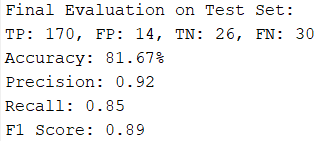 Final Evaluation on Test Set:
TP: 170, FP: 14, TN: 26, FN: 30
Accuracy: 81.67%
Precision: 0.92
Recall: 0.85
F1 Score: 0.89